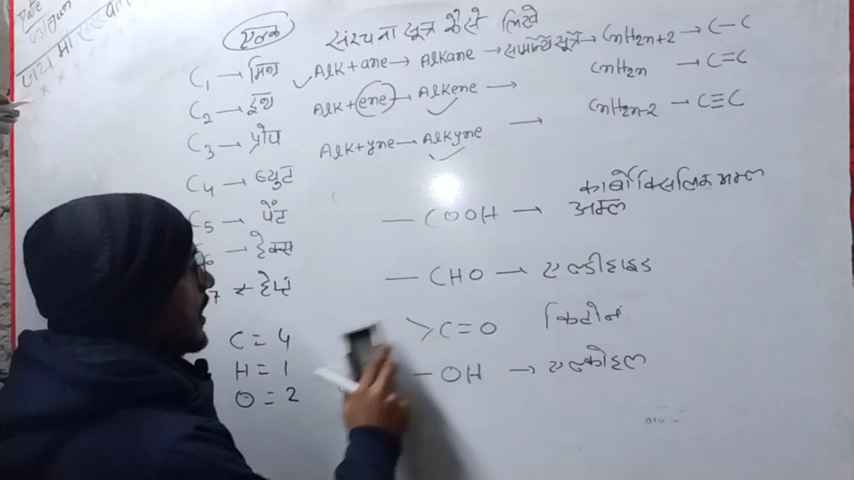 एल्क संरचना सूत्र कैसे लिखे
C1 → मिथ ✓ Alk + ane → Alkane → सामान्य सूत्र → CnH2n+2 → C-C
C2 → इथ Alk + ene → Alkene → CnH2n → C=C
C3 → प्रोप Alk + yne → Alkyne → CnH2n-2 → C≡C
C4 → ब्युट
C5 → पेंट — COOH → कार्बोक्सिलिक अम्ल
अम्ल
→ हेक्स
7 → हेप्ट — CHO → एल्डीहाइड
C = 4 >C=O किटोन
H = 1 — OH → एल्कोहल
O = 2